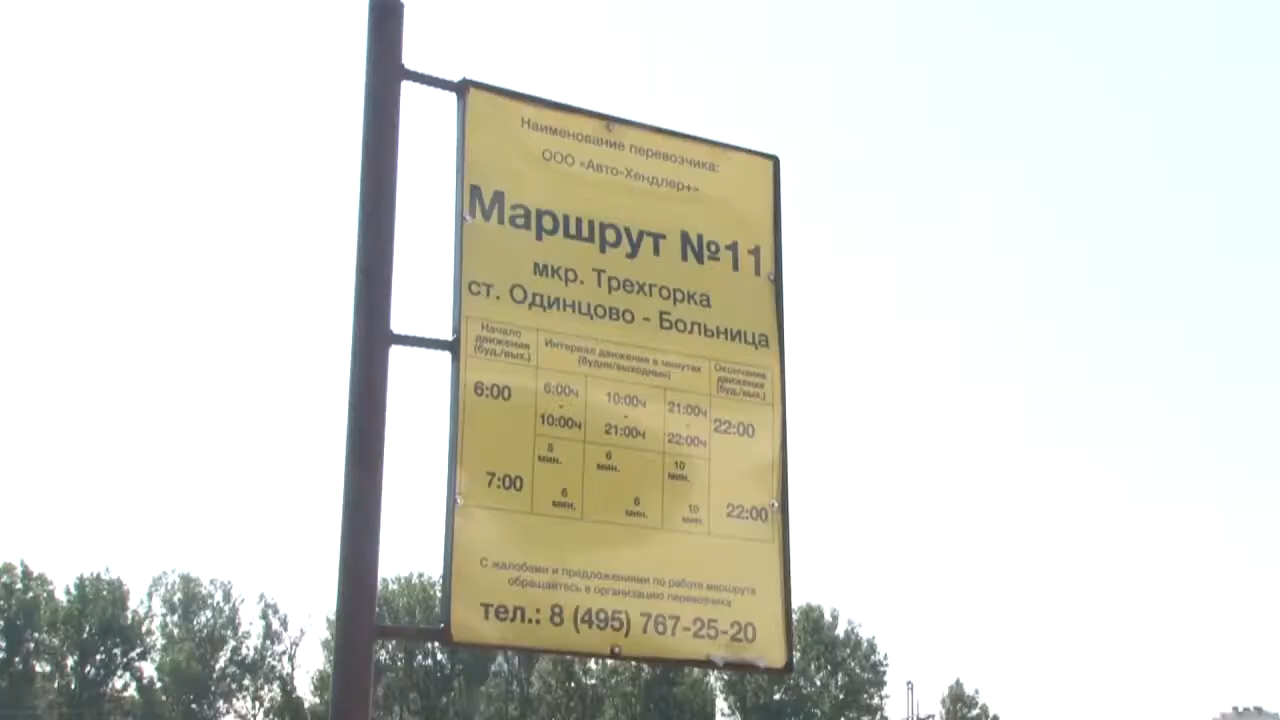 Наименование перевозчика:
ООО «Авто-Хендлер+»
Маршрут №11
мкр. Трехгорка
ст. Одинцово - Больница
Начало движения (буд./вых.)
Интервал движения в минутах (будни/выходные)
Окончание движения (буд./вых.)
6:00
6:00ч - 10:00ч
10:00ч - 21:00ч
21:00ч - 22:00ч
22:00
8 мин.
6 мин.
10 мин.
7:00
6 мин.
6 мин.
10 мин.
22:00
С жалобами и предложениями по работе маршрута
обращайтесь в организацию перевозчика
тел.: 8 (495) 767-25-20